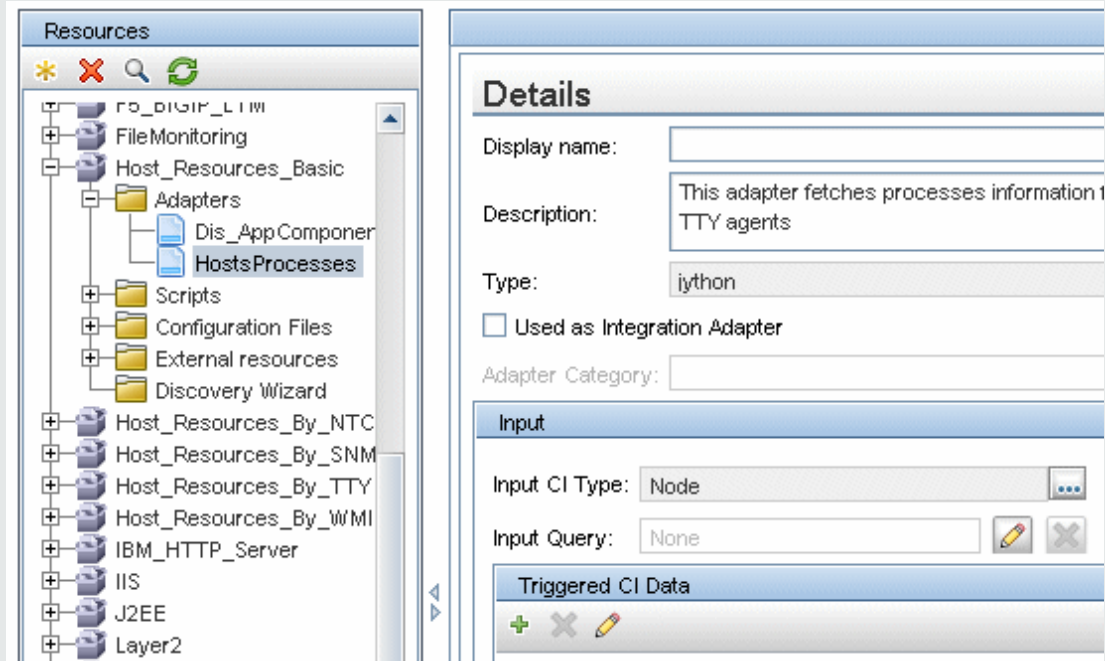 Resources
F5_BIGIP_LTM
FileMonitoring
Host_Resources_Basic
Adapters
Dis_AppComponer
HostsProcesses
Scripts
Configuration Files
External resources
Discovery Wizard
Host_Resources_By_NTC
Host_Resources_By_SNM
Host_Resources_By_TTY
Host_Resources_By_WMI
IBM_HTTP_Server
IIS
J2EE
Layer2
Details
Display name:
Description:
This adapter fetches processes information f
TTY agents
Type:
jython
Used as Integration Adapter
Adapter Category:
Input
Input CI Type:
Node
...
Input Query:
None
Triggered CI Data